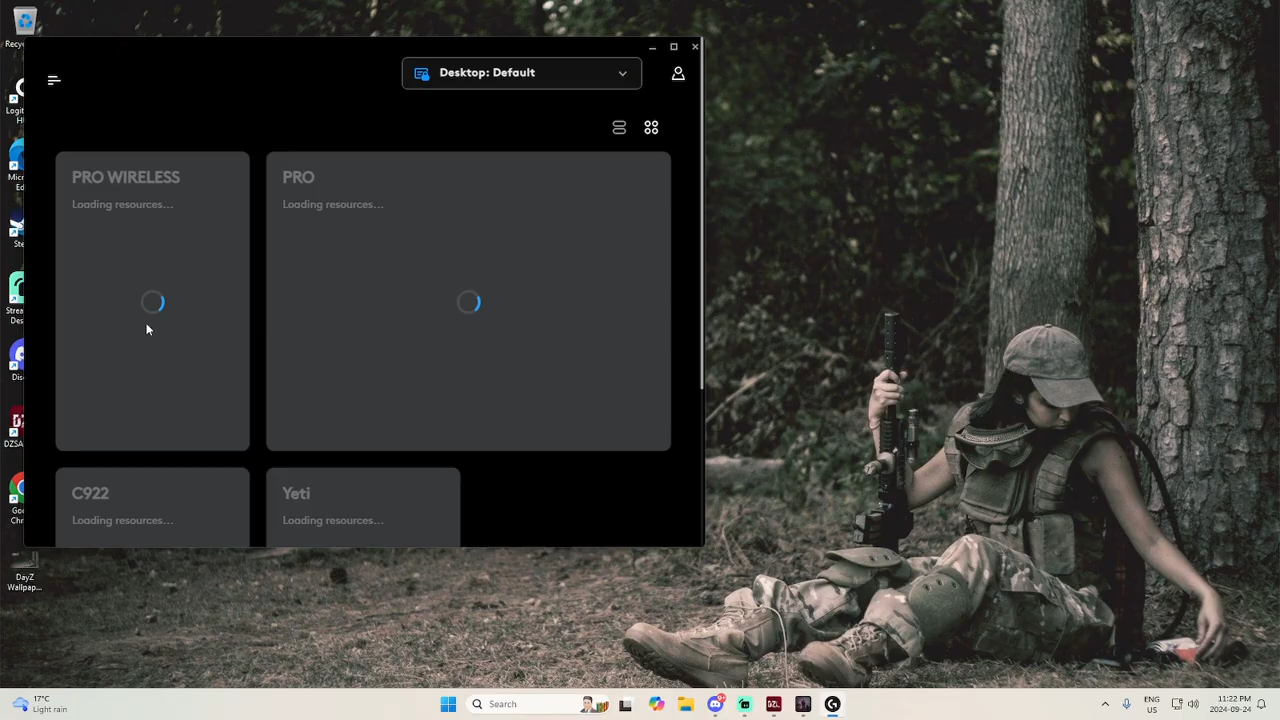 Desktop: Default
PRO WIRELESS
Loading resources...
PRO
Loading resources...
C922
Loading resources...
Yeti
Loading resources...
DayZ
Wallpap...
17°C
Light rain
Search
ENG
US
11:22 PM
2024-09-24